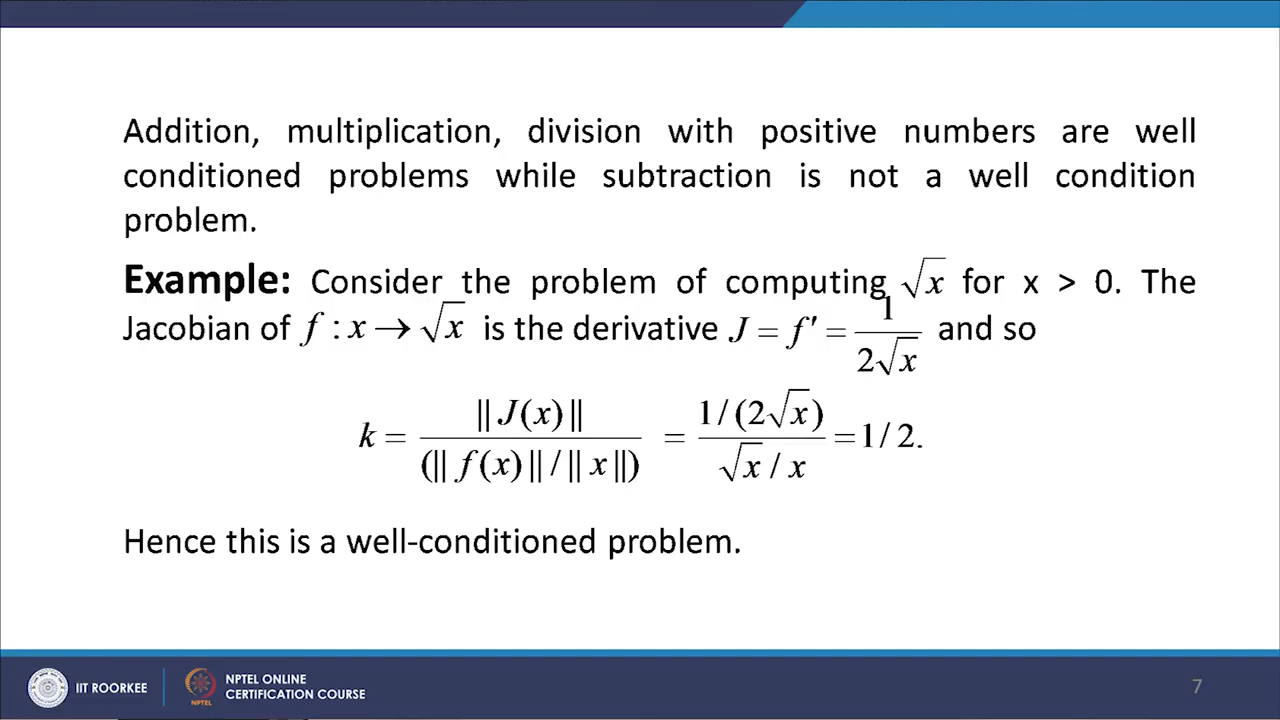 Addition, multiplication, division with positive numbers are well
conditioned problems while subtraction is not a well condition
problem.
Example: Consider the problem of computing √x for x > 0. The
Jacobian of f : x → √x is the derivative J = f′ = 1 / 2√x and so
k = || J(x) || / (|| f(x) || / || x ||) = 1 / (2√x) / √x / x = 1 / 2.
Hence this is a well-conditioned problem.
IIT ROORKEE
NPTEL
NPTEL ONLINE
CERTIFICATION COURSE
7